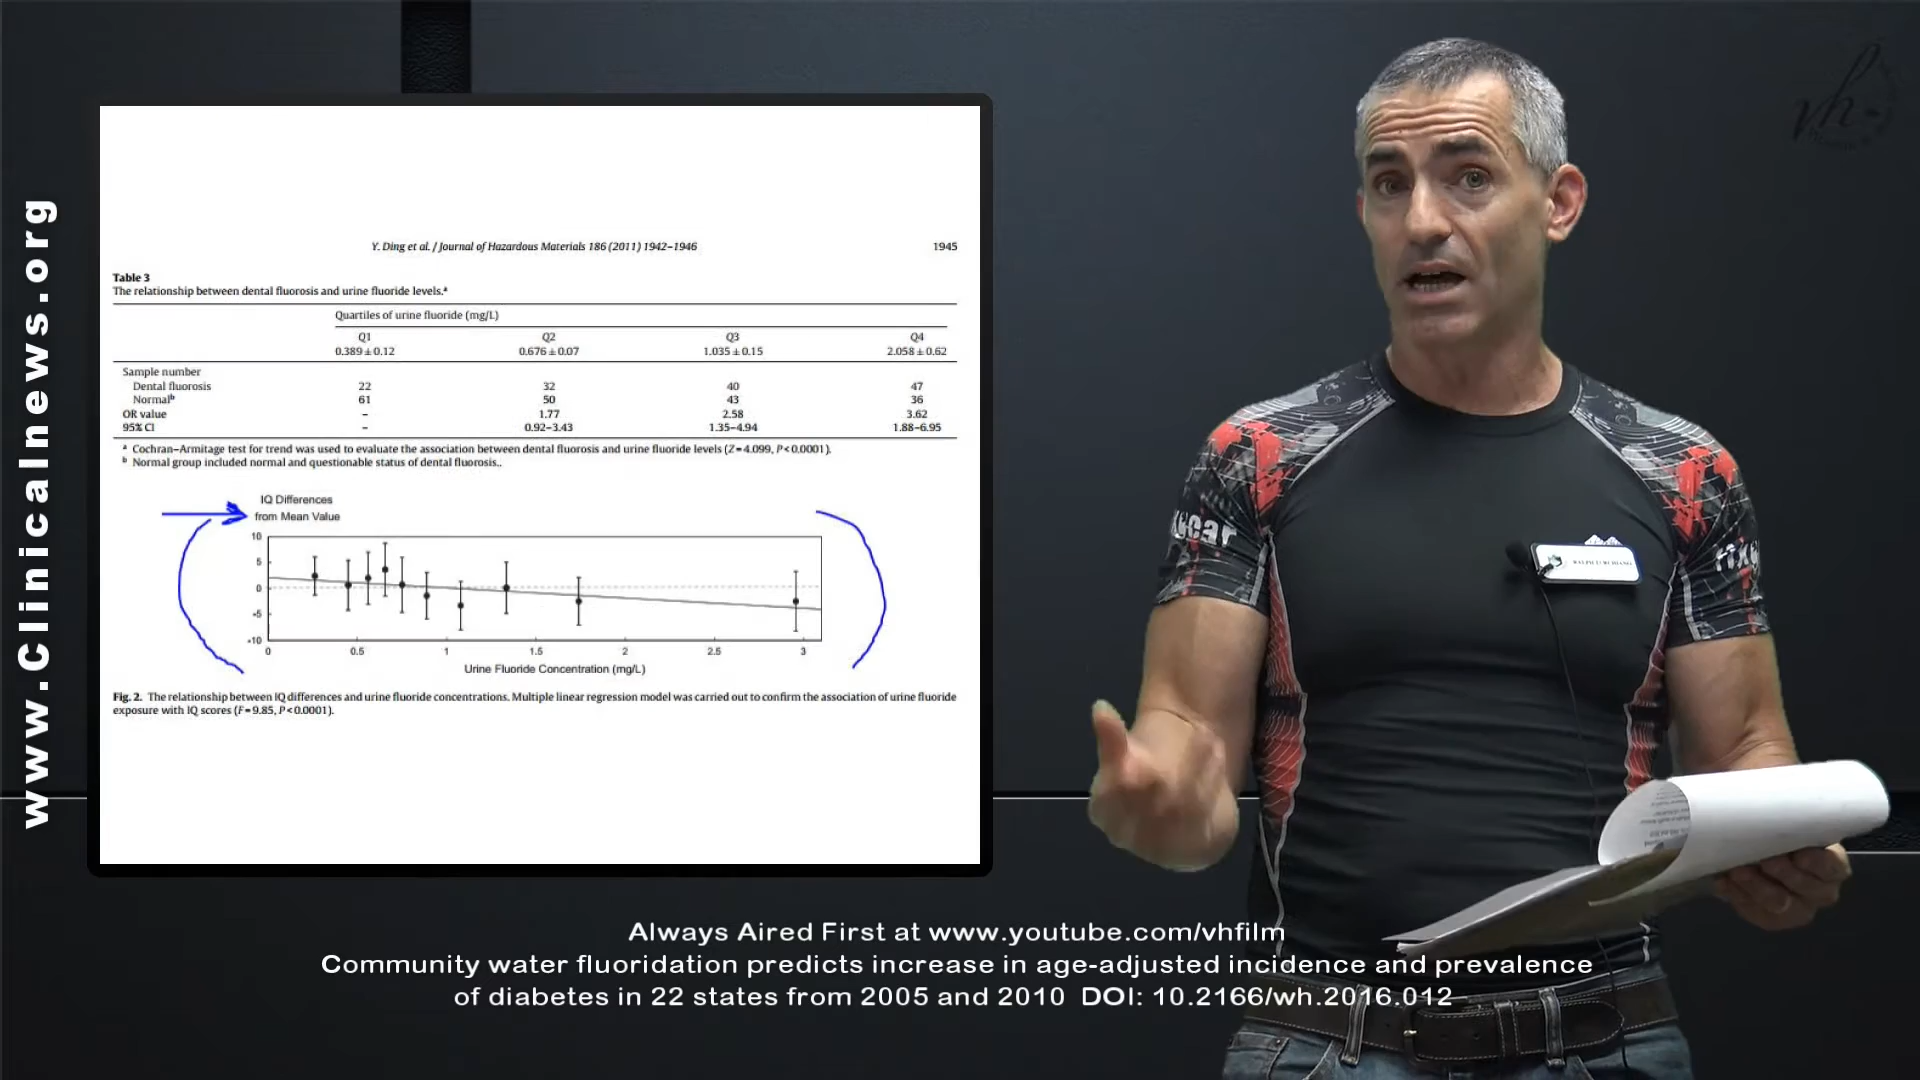 www.Clinicalnews.org
Y. Ding et al. / Journal of Hazardous Materials 186 (2011) 1942–1946
1945
Table 3
The relationship between dental fluorosis and urine fluoride levels.a
Quartiles of urine fluoride (mg/L)
Q1 Q2 Q3 Q4
0.389 ± 0.12 0.676 ± 0.07 1.035 ± 0.15 2.058 ± 0.62
Sample number
Dental fluorosis 22 32 40 47
Normalb 61 50 43 36
OR value – 1.77 2.58 3.62
95% CI – 0.92–3.43 1.35–4.94 1.88–6.95
a Cochran–Armitage test for trend was used to evaluate the association between dental fluorosis and urine fluoride levels (Z = 4.099, P < 0.0001).
b Normal group included normal and questionable status of dental fluorosis..
IQ Differences
from Mean Value
10
5
0
-5
-10
0 0.5 1 1.5 2 2.5 3
Urine Fluoride Concentration (mg/L)
Fig. 2. The relationship between IQ differences and urine fluoride concentrations. Multiple linear regression model was carried out to confirm the association of urine fluoride
exposure with IQ scores (F = 9.85, P < 0.0001).
vh
Always Aired First at www.youtube.com/vhfilm
Community water fluoridation predicts increase in age-adjusted incidence and prevalence
of diabetes in 22 states from 2005 and 2010 DOI: 10.2166/wh.2016.012